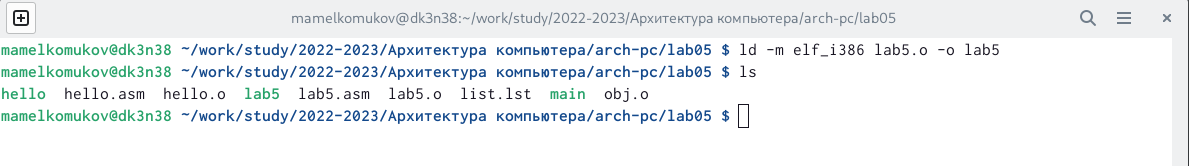 mamelkomukov@dk3n38:~/work/study/2022-2023/Архитектура компьютера/arch-pc/lab05
mamelkomukov@dk3n38 ~/work/study/2022-2023/Архитектура компьютера/arch-pc/lab05 $ ld -m elf_i386 lab5.o -o lab5
mamelkomukov@dk3n38 ~/work/study/2022-2023/Архитектура компьютера/arch-pc/lab05 $ ls
hello  hello.asm  hello.o  lab5  lab5.asm  lab5.o  list.lst  main  obj.o
mamelkomukov@dk3n38 ~/work/study/2022-2023/Архитектура компьютера/arch-pc/lab05 $